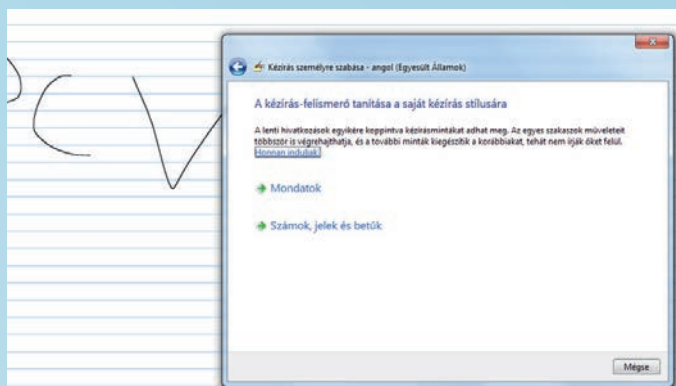 PCV
Kézírás személyre szabása - angol (Egyesült Államok)
A kézírás-felismerő tanítása a saját kézírás stílusára
A lenti hivatkozások egyikére koppintva kézírásmintákat adhat meg. Az egyes szakaszok műveleteit
többször is végrehajthatja, és a további minták kiegészítik a korábbiakat, tehát nem írják őket felül.
Honnan induljak?
Mondatok
Számok, jelek és betűk
Mégse